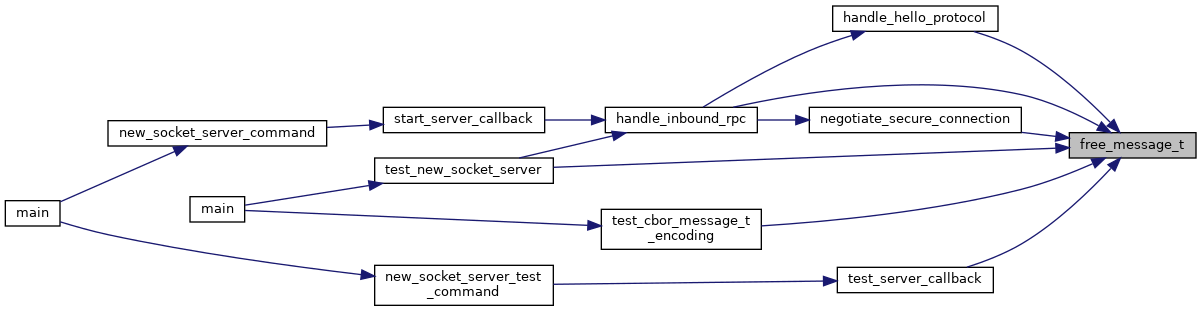 handle_hello_protocol
start_server_callback
handle_inbound_rpc
negotiate_secure_connection
new_socket_server_command
free_message_t
test_new_socket_server
main
main
test_cbor_message_t
_encoding
new_socket_server_test
_command
test_server_callback